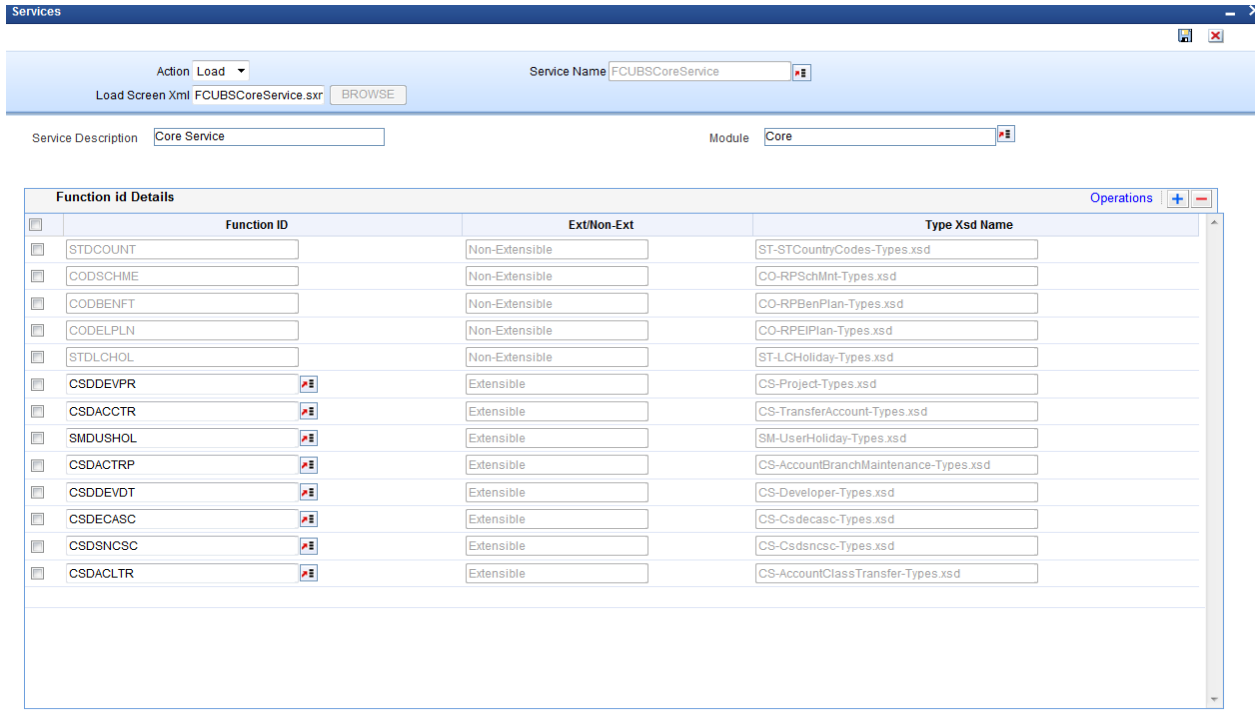 Services
Action Load Service Name FCUBSCoreService
Load Screen Xml FCUBSCoreService.sxr BROWSE
Service Description Core Service Module Core
Function id Details Operations
Function ID Ext/Non-Ext Type Xsd Name
STDCOUNT Non-Extensible ST-STCountryCodes-Types.xsd
CODSCHME Non-Extensible CO-RPSchMnt-Types.xsd
CODBENFT Non-Extensible CO-RPBenPlan-Types.xsd
CODELPLN Non-Extensible CO-RPElPlan-Types.xsd
STDLCHOL Non-Extensible ST-LCHoliday-Types.xsd
CSDDEVPR Extensible CS-Project-Types.xsd
CSDACCTR Extensible CS-TransferAccount-Types.xsd
SMDUSHOL Extensible SM-UserHoliday-Types.xsd
CSDACTRP Extensible CS-AccountBranchMaintenance-Types.xsd
CSDDEVDT Extensible CS-Developer-Types.xsd
CSDECASC Extensible CS-Csdecasc-Types.xsd
CSDSNCSC Extensible CS-Csdsncsc-Types.xsd
CSDACLTR Extensible CS-AccountClassTransfer-Types.xsd